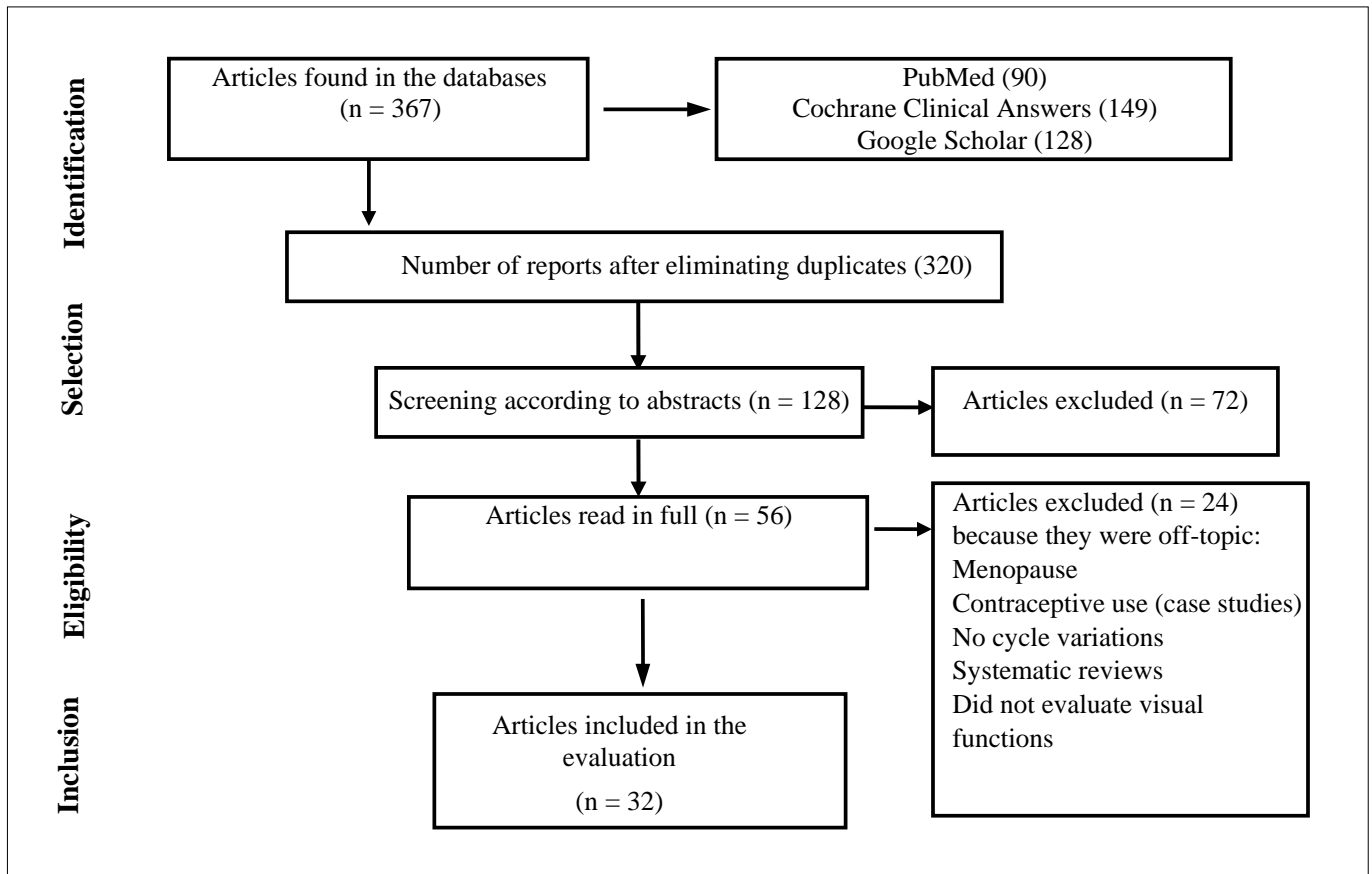 Identification
Articles found in the databases
(n = 367)
PubMed (90)
Cochrane Clinical Answers (149)
Google Scholar (128)
Number of reports after eliminating duplicates (320)
Selection
Screening according to abstracts (n = 128)
Articles excluded (n = 72)
Eligibility
Articles read in full (n = 56)
Articles excluded (n = 24)
because they were off-topic:
Menopause
Contraceptive use (case studies)
No cycle variations
Systematic reviews
Did not evaluate visual
functions
Inclusion
Articles included in the
evaluation
(n = 32)